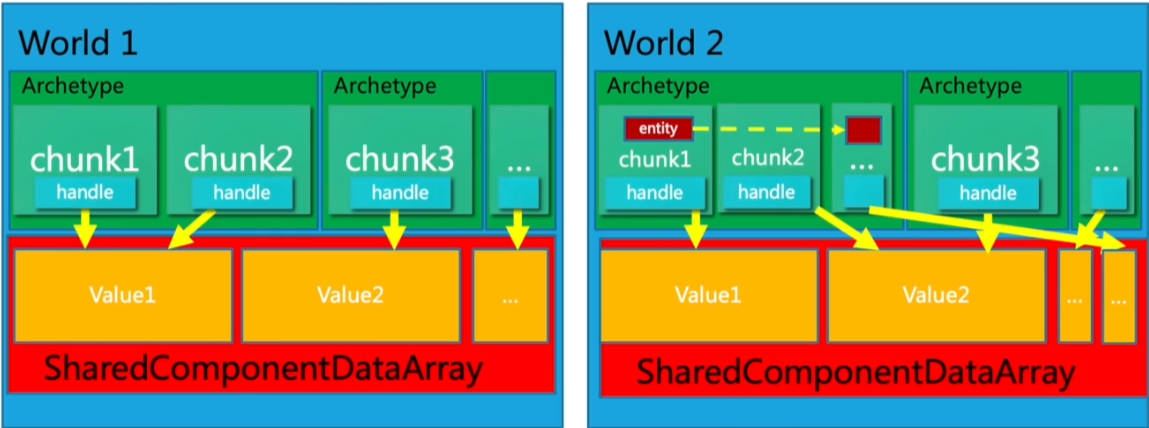 World 1
Archetype
Archetype
chunk1
chunk2
chunk3
...
handle
handle
handle
Value1
Value2
...
SharedComponentDataArray
World 2
Archetype
Archetype
entity
chunk1
chunk2
...
chunk3
...
handle
handle
handle
Value1
Value2
...
...
SharedComponentDataArray